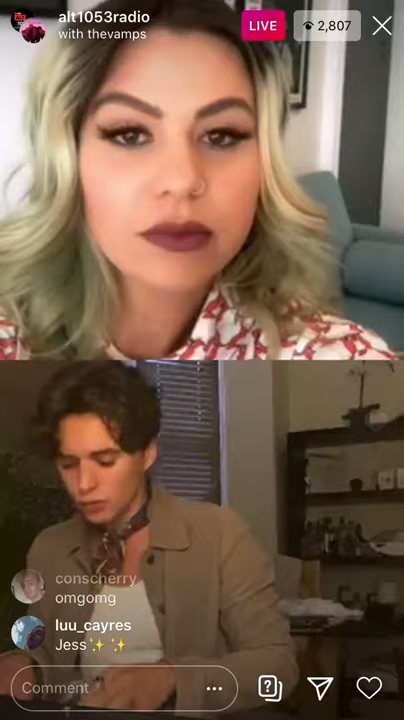 alt1053radio
with thevamps
LIVE
2,807
conscherry
omgomg
luu_cayres
Jess✨ ✨
Comment